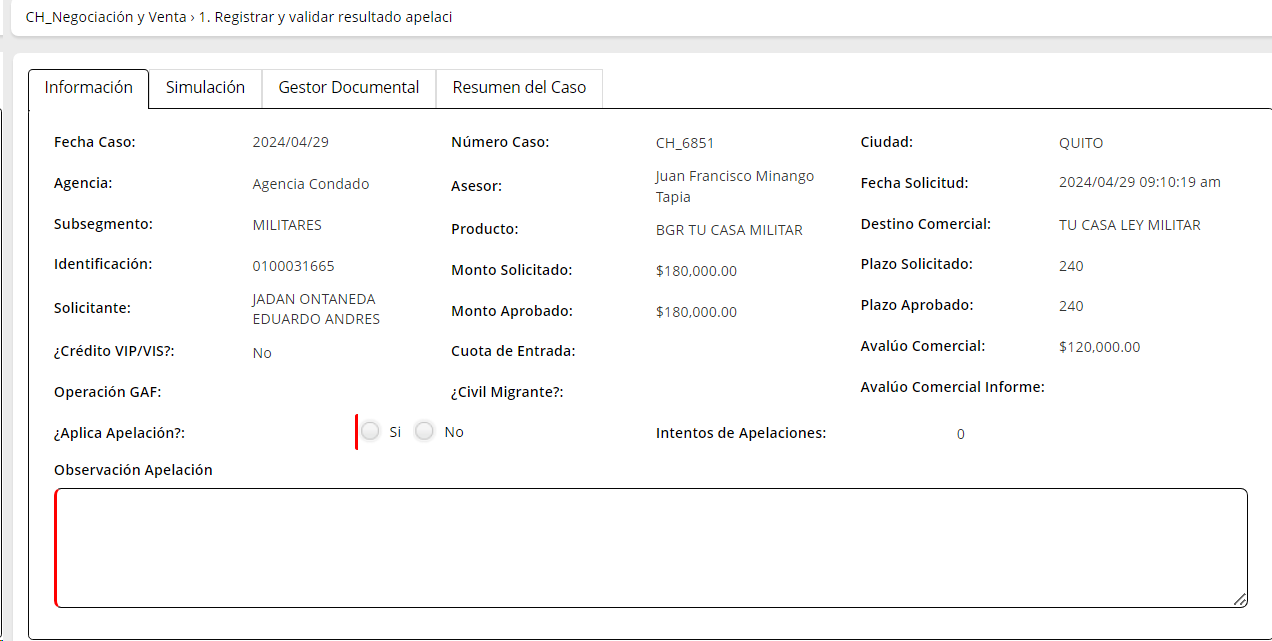 CH_Negociación y Venta › 1. Registrar y validar resultado apelaci
Información Simulación Gestor Documental Resumen del Caso
Fecha Caso: 2024/04/29 Número Caso: CH_6851 Ciudad: QUITO
Agencia: Agencia Condado Asesor: Juan Francisco Minango Tapia Fecha Solicitud: 2024/04/29 09:10:19 am
Subsegmento: MILITARES Producto: BGR TU CASA MILITAR Destino Comercial: TU CASA LEY MILITAR
Identificación: 0100031665 Monto Solicitado: $180,000.00 Plazo Solicitado: 240
Solicitante: JADAN ONTANEDA EDUARDO ANDRES Monto Aprobado: $180,000.00 Plazo Aprobado: 240
¿Crédito VIP/VIS?: No Cuota de Entrada: Avalúo Comercial: $120,000.00
Operación GAF: ¿Civil Migrante?: Avalúo Comercial Informe:
¿Aplica Apelación?: Si No Intentos de Apelaciones: 0
Observación Apelación